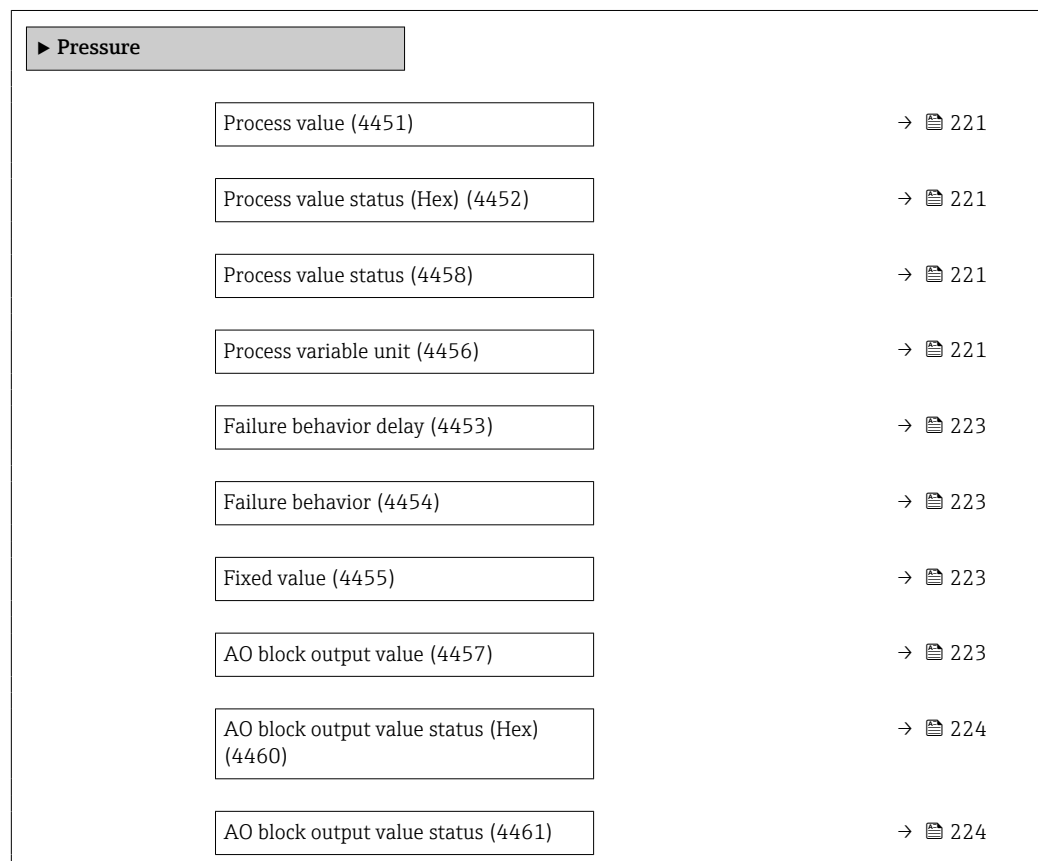 ▶ Pressure
Process value (4451) → 221
Process value status (Hex) (4452) → 221
Process value status (4458) → 221
Process variable unit (4456) → 221
Failure behavior delay (4453) → 223
Failure behavior (4454) → 223
Fixed value (4455) → 223
AO block output value (4457) → 223
AO block output value status (Hex) → 224
(4460)
AO block output value status (4461) → 224